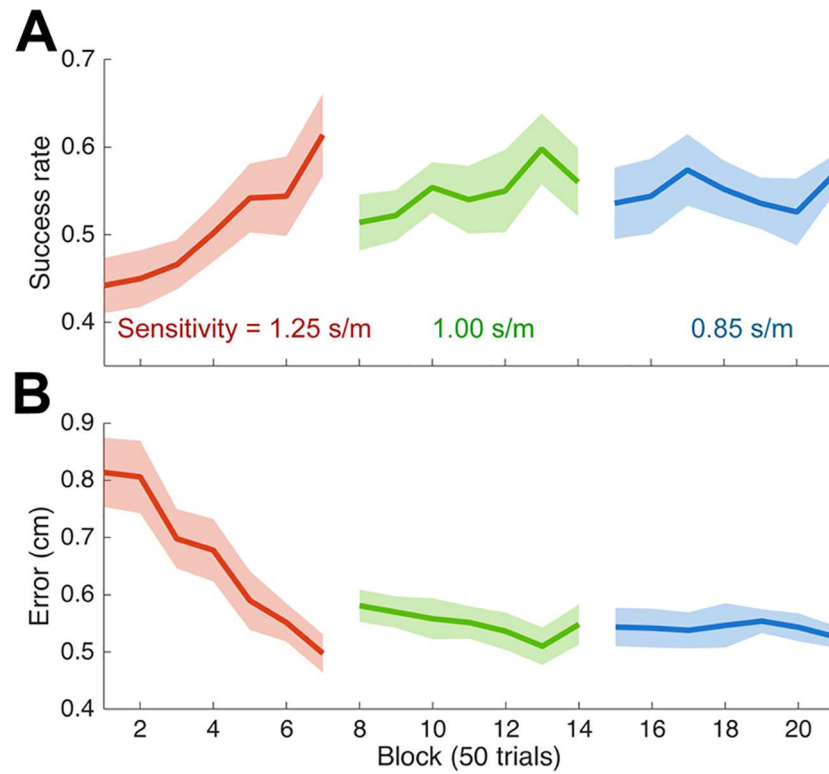 A
0.7
0.6
0.5
0.4
Success rate
Sensitivity = 1.25 s/m
1.00 s/m
0.85 s/m
B
0.9
0.8
0.7
0.6
0.5
0.4
Error (cm)
2 4 6 8 10 12 14 16 18 20
Block (50 trials)